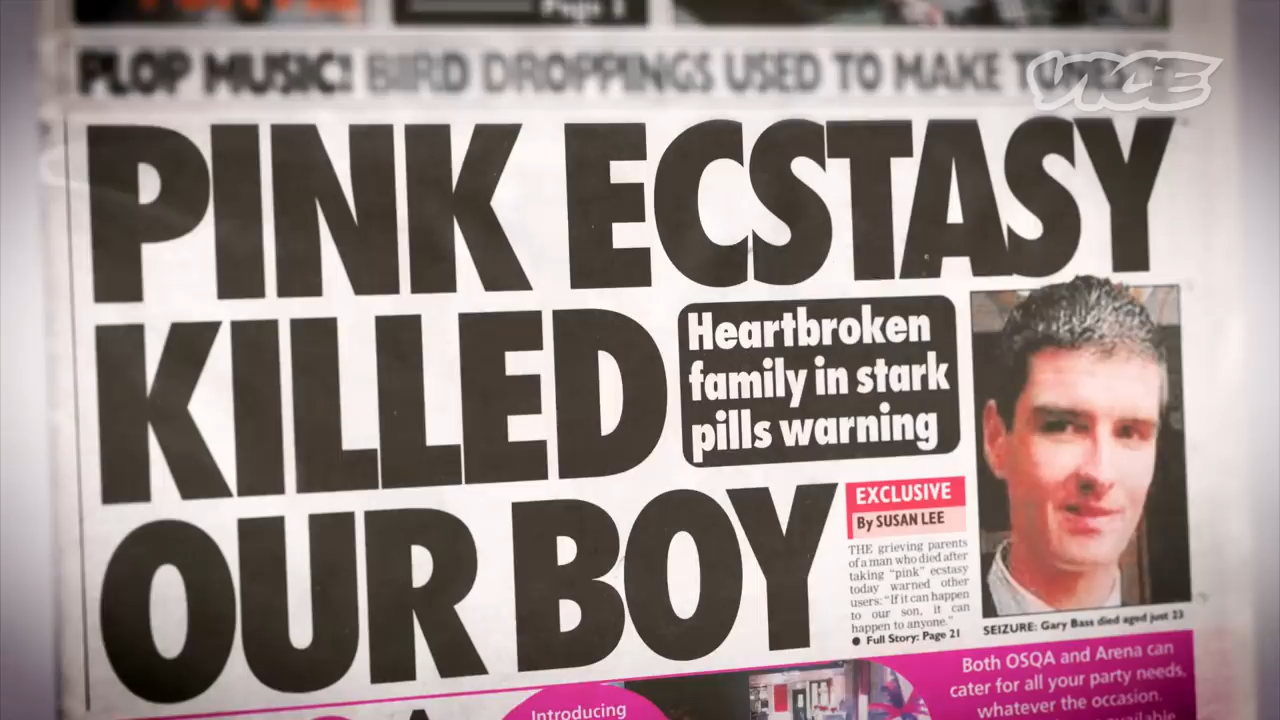 Page 8
PLOP MUSIC! BIRD DROPPINGS USED TO MAKE
VICE
PINK ECSTASY
KILLED
OUR BOY
Heartbroken
family in stark
pills warning
EXCLUSIVE
By SUSAN LEE
THE grieving parents
of a man who died after
taking "pink" ecstasy
today warned other
users: "If it can happen
to our son, it can
happen to anyone."
● Full Story: Page 21
SEIZURE: Gary Bass died aged just 23
Introducing
Both OSQA and Arena can
cater for all your party needs,
whatever the occasion.
available